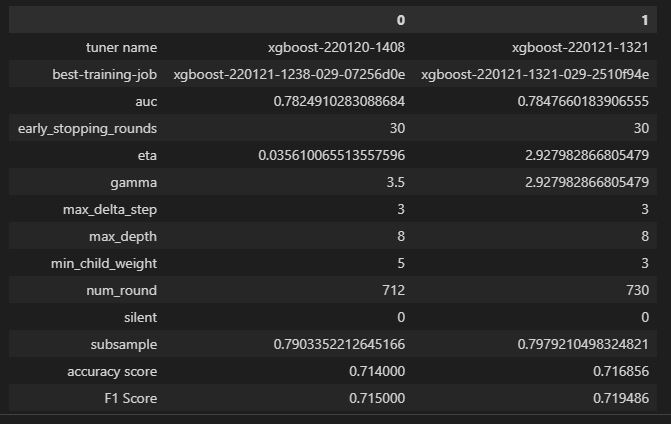 0 1
tuner name xgboost-220120-1408 xgboost-220121-1321
best-training-job xgboost-220121-1238-029-07256d0e xgboost-220121-1321-029-2510f94e
auc 0.7824910283088684 0.7847660183906555
early_stopping_rounds 30 30
eta 0.035610065513557596 2.927982866805479
gamma 3.5 2.927982866805479
max_delta_step 3 3
max_depth 8 8
min_child_weight 5 3
num_round 712 730
silent 0 0
subsample 0.7903352212645166 0.7979210498324821
accuracy score 0.714000 0.716856
F1 Score 0.715000 0.719486